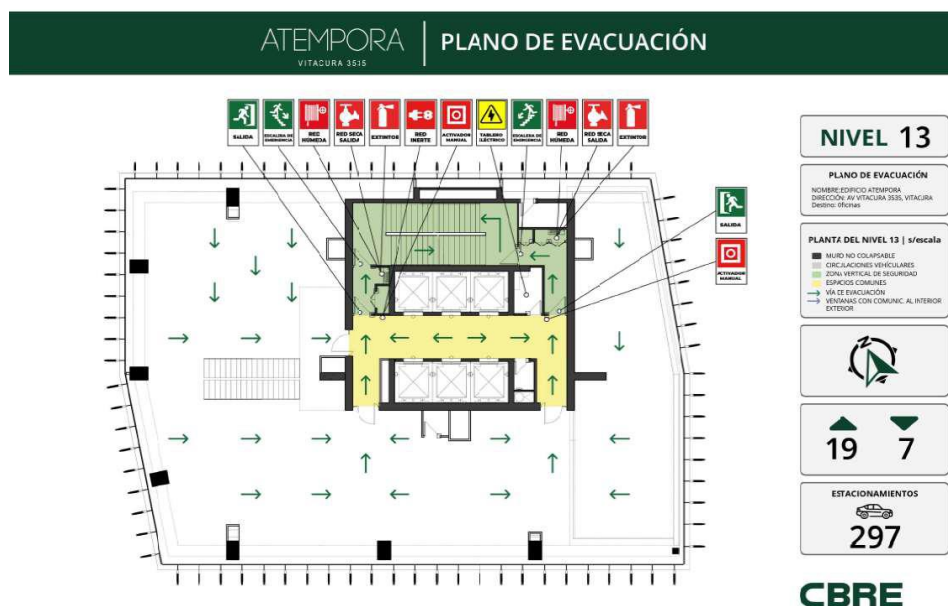 ATEMPORA
VITACURA 3535
PLANO DE EVACUACIÓN
SALIDA
ESCALERA DE
EMERGENCIA
RED
HÚMEDA
RED SECA
SALIDA
EXTINTOR
RED
INERTE
ACTIVADOR
MANUAL
TABLERO
ELÉCTRICO
ESCALERA DE
EMERGENCIA
RED
HÚMEDA
RED SECA
SALIDA
EXTINTOR
SALIDA
ACTIVADOR
MANUAL
NIVEL 13
PLANO DE EVACUACIÓN
NOMBRE: EDIFICIO ATEMPORA
DIRECCIÓN: AV VITACURA 3535, VITACURA
Destino: Oficinas
PLANTA DEL NIVEL 13 | s/escala
MURO NO COLAPSABLE
CIRCULACIONES VEHÍCULARES
ZONA VERTICAL DE SEGURIDAD
ESPACIOS COMUNES
VÍA DE EVACUACIÓN
VENTANAS CON COMUNIC. AL INTERIOR
EXTERIOR
N
19 7
ESTACIONAMIENTOS
297
CBRE